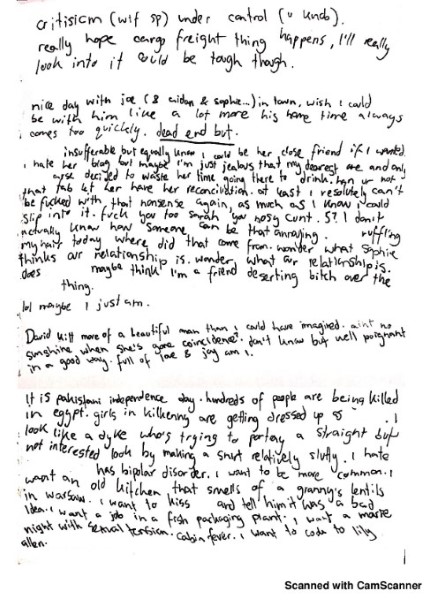 critisism (wtf sp) under control (u undo).
really hope cargo freight thing happens, I'll really
look into it could be tough though.
nice day with joe (& aidan & sophie...) in town, wish I could
be with him like a lot more his home time always
comes too quickly. dead end but.
insufferable but equally know I could be her close friend if I wanted.
I hate her blog but maybe I'm just jealous that my dearest one and only
decided to waste her time going there to drink. han ur not
that fab let her have her reconciliation. at least I resolutely can't
be fucked with that nonsense again, as much as I know I could
slip into it. fuck you too sarah you nosy cunt. I don't
actually know how someone can be that annoying. ruffling
my hair today where did that come from. wonder what sophie
thinks our relationship is. wonder what our relationship is.
does maybe think I'm a friend deserting bitch over the
thing.
lol maybe I just am.
David kitt more of a beautiful man than I could have imagined. ain't no
sunshine when she's gone coincidence? don't know but well poignant
in a good way. full of joe & joy am I.
It is pakistani independence day. hundreds of people are being killed
in egypt. girls in kilkenny are getting dressed up as . I
look like a dyke who's trying to portray a straight but
not interested look by making a shirt relatively slutty. I hate
has bipolar disorder. I want to be more common. I
want an old kitchen that smells of a granny's lentils
in warsaw. I want to kiss and tell him it was a bad
idea. I want a job in a fish packaging plant. I want a movie
night with sexual tension. cabin fever. I want to coda to lily
allen.
Scanned with CamScanner